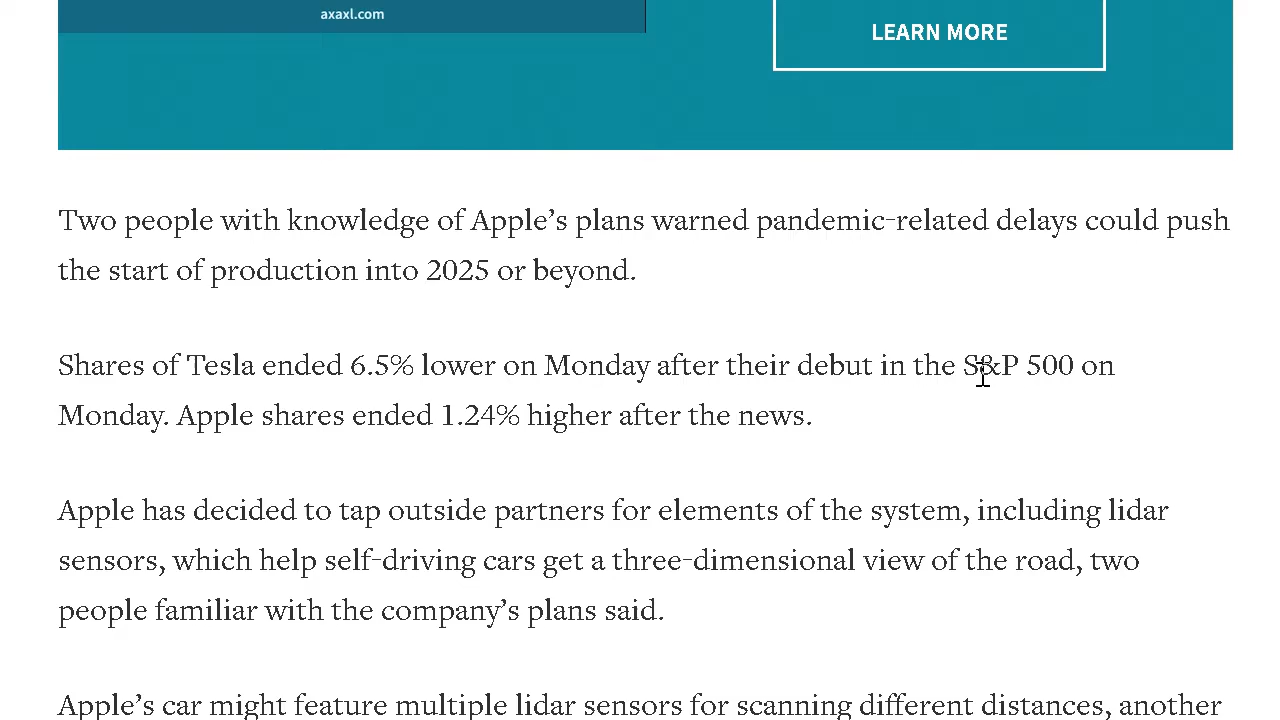 axaxl.com
LEARN MORE
Two people with knowledge of Apple’s plans warned pandemic-related delays could push
the start of production into 2025 or beyond.
Shares of Tesla ended 6.5% lower on Monday after their debut in the S&P 500 on
Monday. Apple shares ended 1.24% higher after the news.
Apple has decided to tap outside partners for elements of the system, including lidar
sensors, which help self-driving cars get a three-dimensional view of the road, two
people familiar with the company’s plans said.
Apple’s car might feature multiple lidar sensors for scanning different distances, another